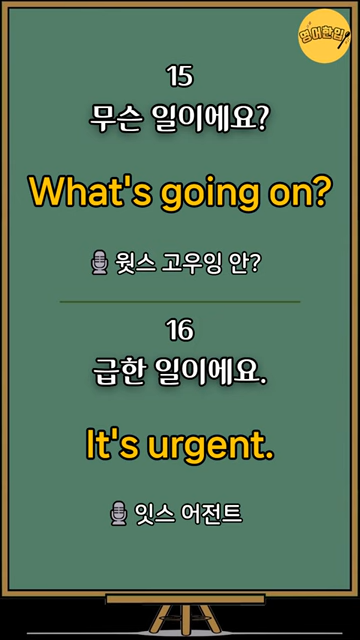 영어한입
15
무슨 일이에요?
What's going on?
웟스 고우잉 안?
16
급한 일이에요.
It's urgent.
잇스 어전트